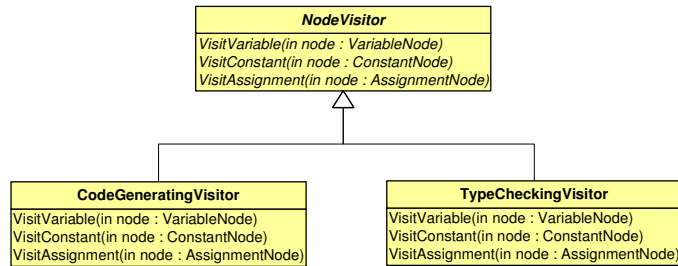 NodeVisitor
VisitVariable(in node : VariableNode)
VisitConstant(in node : ConstantNode)
VisitAssignment(in node : AssignmentNode)
CodeGeneratingVisitor
VisitVariable(in node : VariableNode)
VisitConstant(in node : ConstantNode)
VisitAssignment(in node : AssignmentNode)
TypeCheckingVisitor
VisitVariable(in node : VariableNode)
VisitConstant(in node : ConstantNode)
VisitAssignment(in node : AssignmentNode)